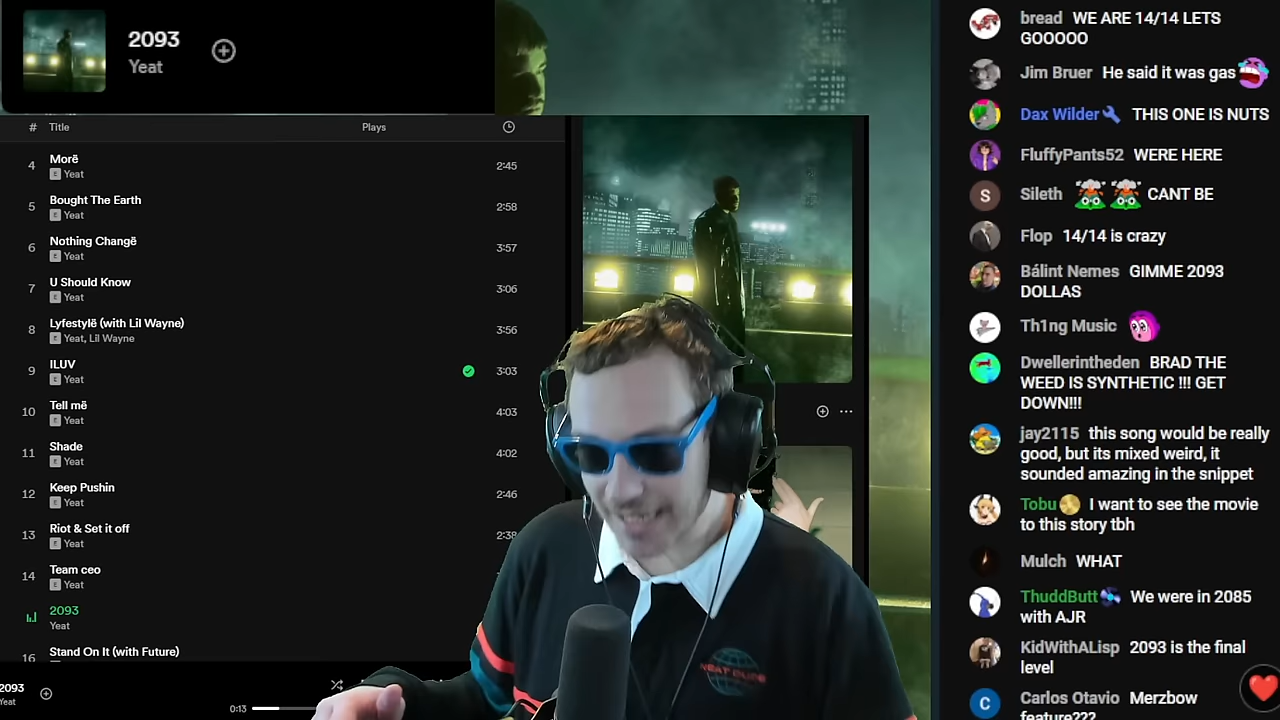 2093
Yeat
# Title Plays
4 Morë 2:45
E Yeat
5 Bought The Earth 2:58
E Yeat
6 Nothing Changë 3:57
E Yeat
7 U Should Know 3:06
E Yeat
8 Lyfestylë (with Lil Wayne) 3:56
E Yeat, Lil Wayne
9 ILUV 3:03
E Yeat
10 Tell më 4:03
E Yeat
11 Shade 4:02
E Yeat
12 Keep Pushin 2:46
E Yeat
13 Riot & Set it off 2:38
E Yeat
14 Team ceo
E Yeat
2093
Yeat
16 Stand On It (with Future)
2093
Yeat
0:13
bread WE ARE 14/14 LETS
GOOOOO
Jim Bruer He said it was gas
Dax Wilder THIS ONE IS NUTS
FluffyPants52 WERE HERE
S Sileth CANT BE
Flop 14/14 is crazy
Bálint Nemes GIMME 2093
DOLLAS
Th1ng Music
Dwellerintheden BRAD THE
WEED IS SYNTHETIC !!! GET
DOWN!!!
jay2115 this song would be really
good, but its mixed weird, it
sounded amazing in the snippet
Tobu I want to see the movie
to this story tbh
Mulch WHAT
ThuddButt We were in 2085
with AJR
KidWithALisp 2093 is the final
level
C Carlos Otavio Merzbow
feature???